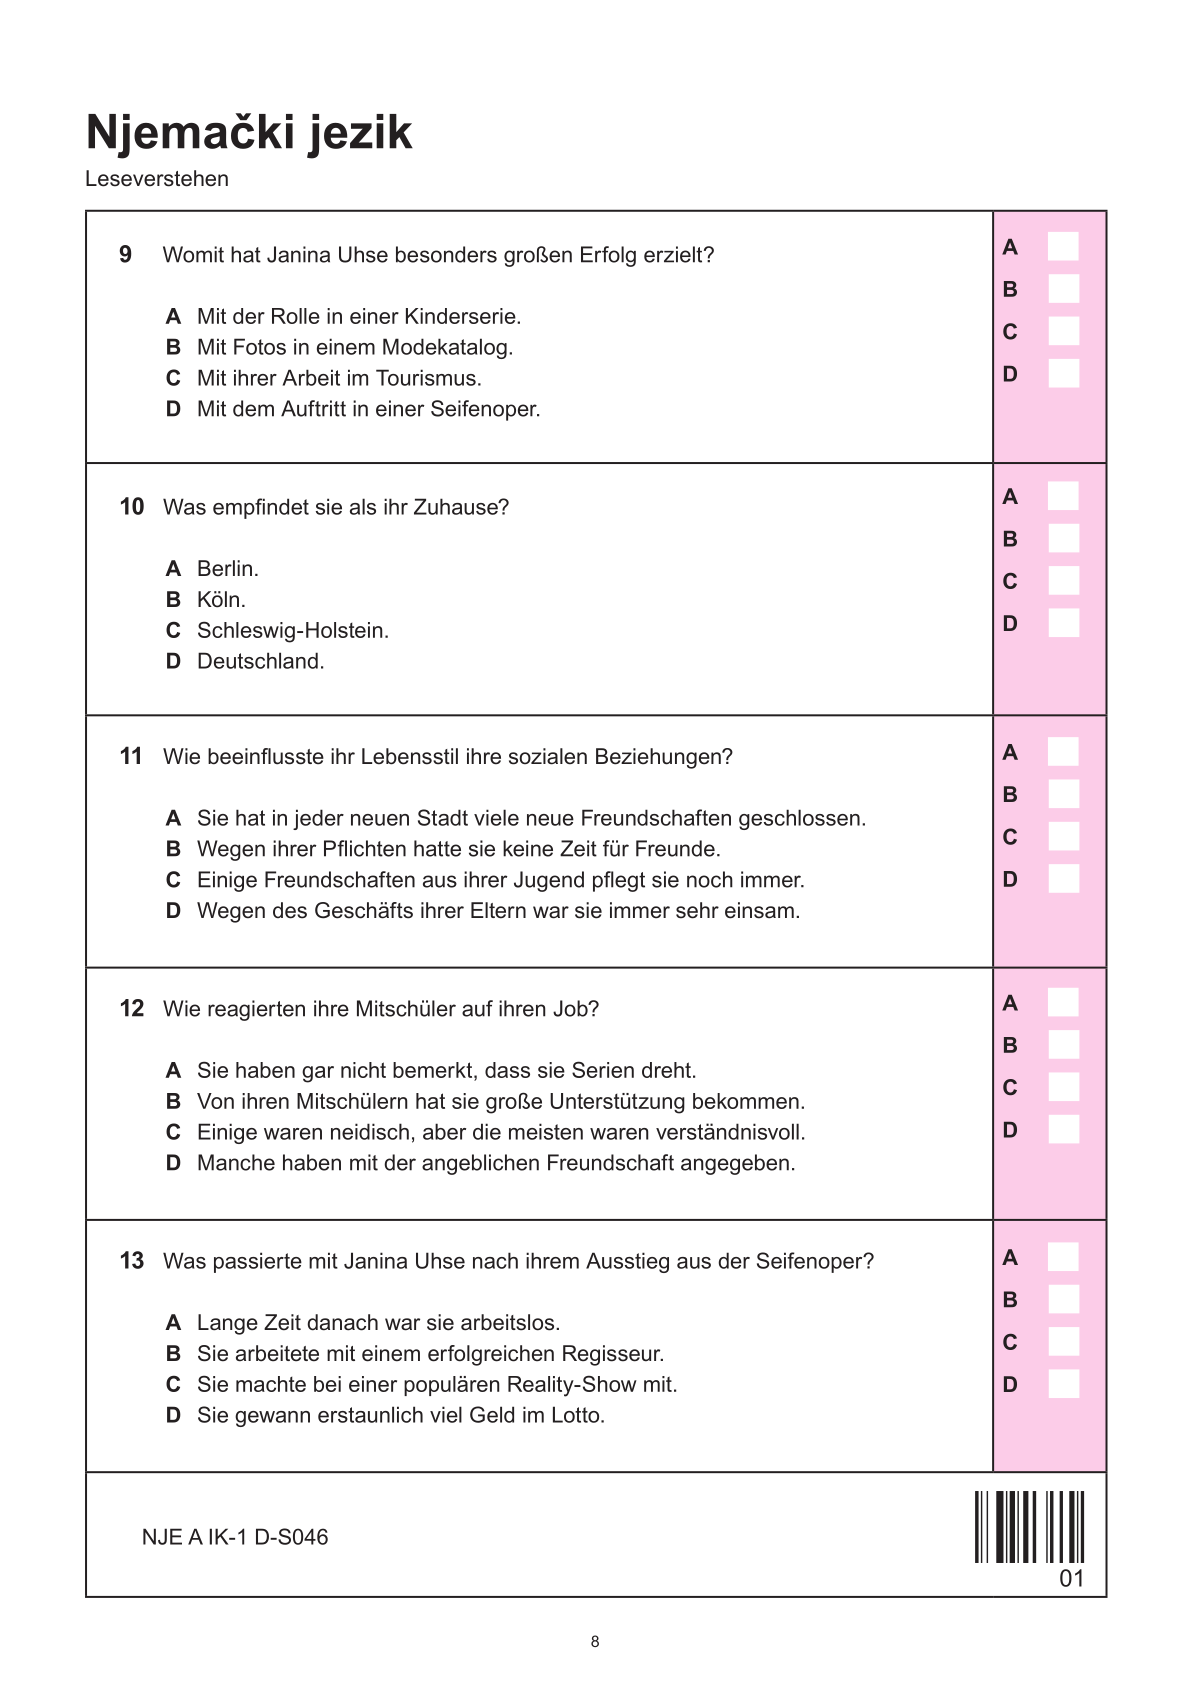 Njemački jezik
Leseverstehen
9 Womit hat Janina Uhse besonders großen Erfolg erzielt?
A Mit der Rolle in einer Kinderserie.
B Mit Fotos in einem Modekatalog.
C Mit ihrer Arbeit im Tourismus.
D Mit dem Auftritt in einer Seifenoper.
A
B
C
D
10 Was empfindet sie als ihr Zuhause?
A Berlin.
B Köln.
C Schleswig-Holstein.
D Deutschland.
A
B
C
D
11 Wie beeinflusste ihr Lebensstil ihre sozialen Beziehungen?
A Sie hat in jeder neuen Stadt viele neue Freundschaften geschlossen.
B Wegen ihrer Pflichten hatte sie keine Zeit für Freunde.
C Einige Freundschaften aus ihrer Jugend pflegt sie noch immer.
D Wegen des Geschäfts ihrer Eltern war sie immer sehr einsam.
A
B
C
D
12 Wie reagierten ihre Mitschüler auf ihren Job?
A Sie haben gar nicht bemerkt, dass sie Serien dreht.
B Von ihren Mitschülern hat sie große Unterstützung bekommen.
C Einige waren neidisch, aber die meisten waren verständnisvoll.
D Manche haben mit der angeblichen Freundschaft angegeben.
A
B
C
D
13 Was passierte mit Janina Uhse nach ihrem Ausstieg aus der Seifenoper?
A Lange Zeit danach war sie arbeitslos.
B Sie arbeitete mit einem erfolgreichen Regisseur.
C Sie machte bei einer populären Reality-Show mit.
D Sie gewann erstaunlich viel Geld im Lotto.
A
B
C
D
NJE A IK-1 D-S046
01
8